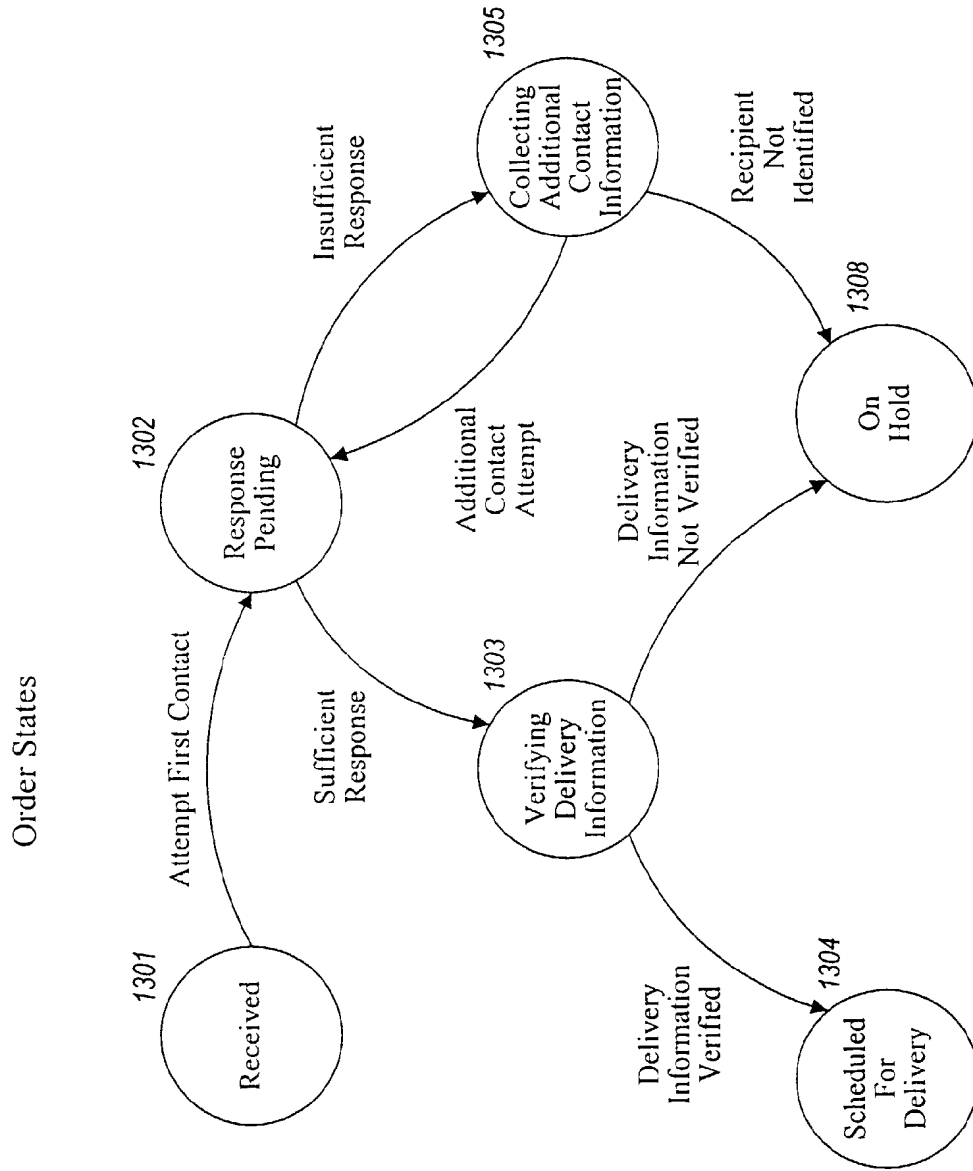 Order States
1301
Received
Attempt First Contact
1302
Response
Pending
Insufficient
Response
1305
Collecting
Additional
Contact
Information
Sufficient
Response
Additional
Contact
Attempt
1303
Verifying
Delivery
Information
Delivery
Information
Verified
Delivery
Information
Not Verified
Recipient
Not
Identified
1304
Scheduled
For
Delivery
1308
On
Hold